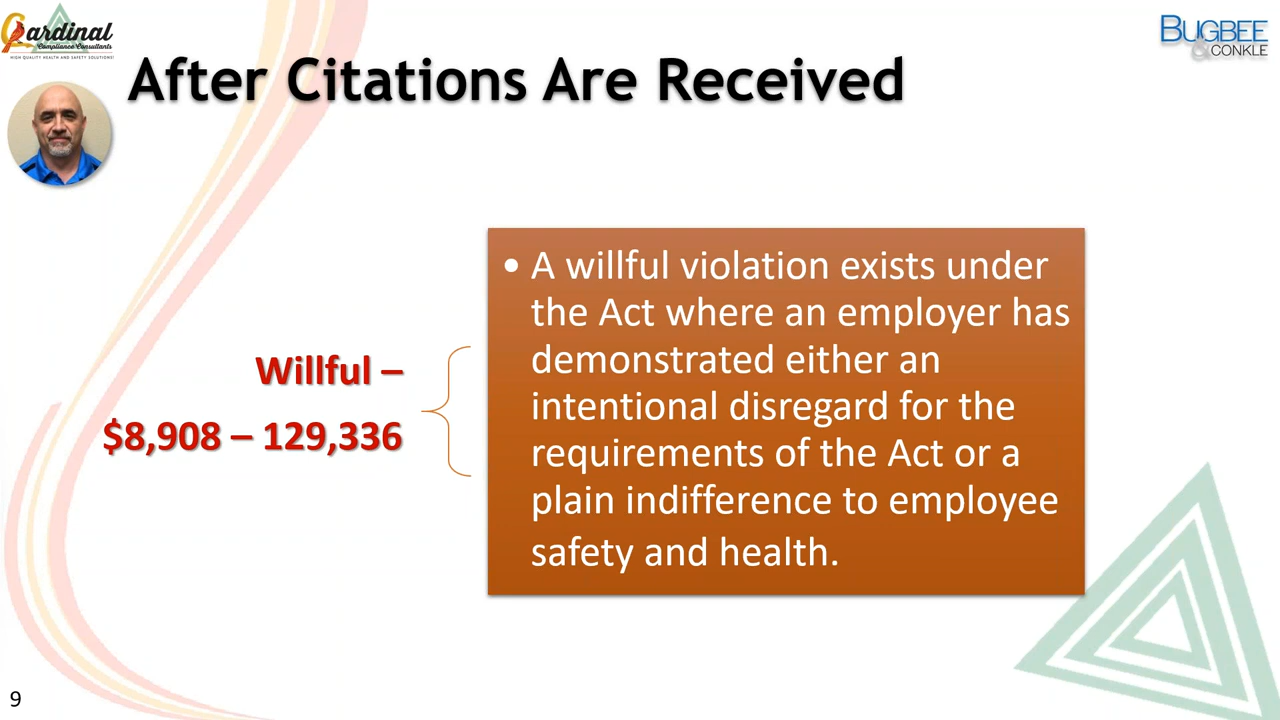 Cardinal
Compliance Consultants
HIGH QUALITY HEALTH AND SAFETY SOLUTIONS!
BUGBEE
& CONKLE
After Citations Are Received
Willful –
$8,908 – 129,336
• A willful violation exists under
the Act where an employer has
demonstrated either an
intentional disregard for the
requirements of the Act or a
plain indifference to employee
safety and health.
9